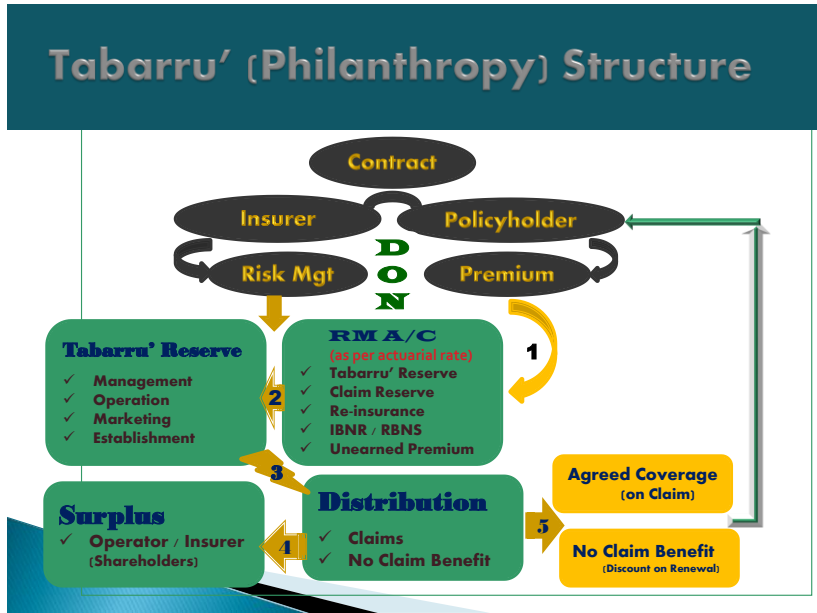 Tabarru’ (Philanthropy) Structure
Contract
Insurer
Policyholder
D
O
N
Risk Mgt
Premium
1
Tabarru’ Reserve
✓ Management
✓ Operation
✓ Marketing
✓ Establishment
2
RM A/C
(as per actuarial rate)
✓ Tabarru’ Reserve
✓ Claim Reserve
✓ Re-insurance
✓ IBNR / RBNS
✓ Unearned Premium
3
Surplus
✓ Operator / Insurer
(Shareholders)
4
Distribution
✓ Claims
✓ No Claim Benefit
5
Agreed Coverage
(on Claim)
No Claim Benefit
(Discount on Renewal)